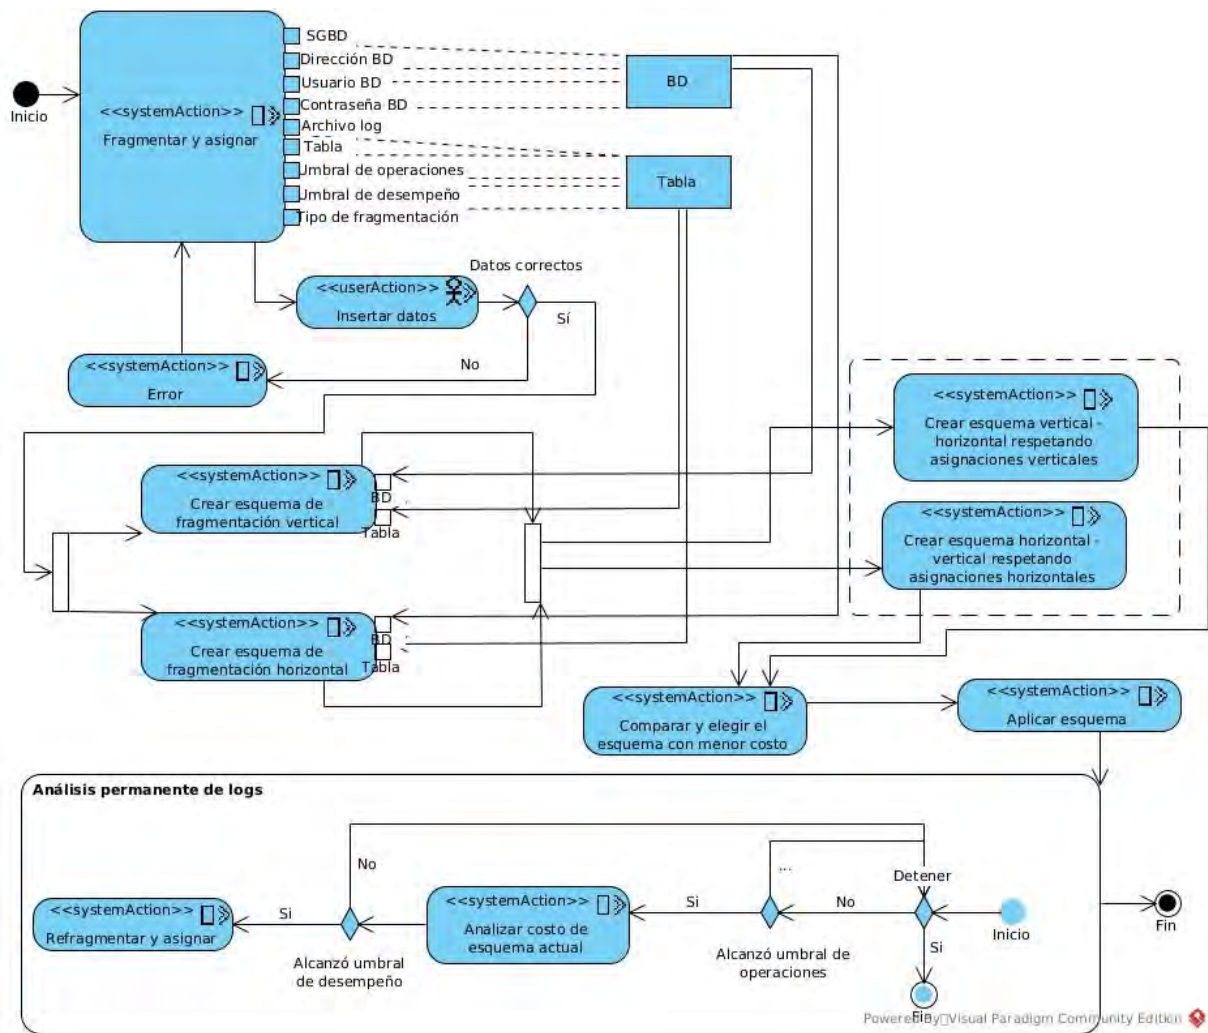 SGBD
Dirección BD
Usuario BD
Contraseña BD
Archivo log
Tabla
Umbral de operaciones
Umbral de desempeño
Tipo de fragmentación
Inicio
<<systemAction>>
Fragmentar y asignar
BD
Tabla
Datos correctos
<<userAction>>
Insertar datos
Sí
No
<<systemAction>>
Error
<<systemAction>>
Crear esquema vertical -
horizontal respetando
asignaciones verticales
<<systemAction>>
Crear esquema de
fragmentación vertical
BD
Tabla
<<systemAction>>
Crear esquema horizontal -
vertical respetando
asignaciones horizontales
<<systemAction>>
Crear esquema de
fragmentación horizontal
BD
Tabla
<<systemAction>>
Comparar y elegir el
esquema con menor costo
<<systemAction>>
Aplicar esquema
Análisis permanente de logs
No
...
Detener
<<systemAction>>
Refragmentar y asignar
Si
Alcanzó umbral
de desempeño
<<systemAction>>
Analizar costo de
esquema actual
Si
Alcanzó umbral de
operaciones
No
Inicio
Si
Fin
Fin
Powered By Visual Paradigm Community Edition